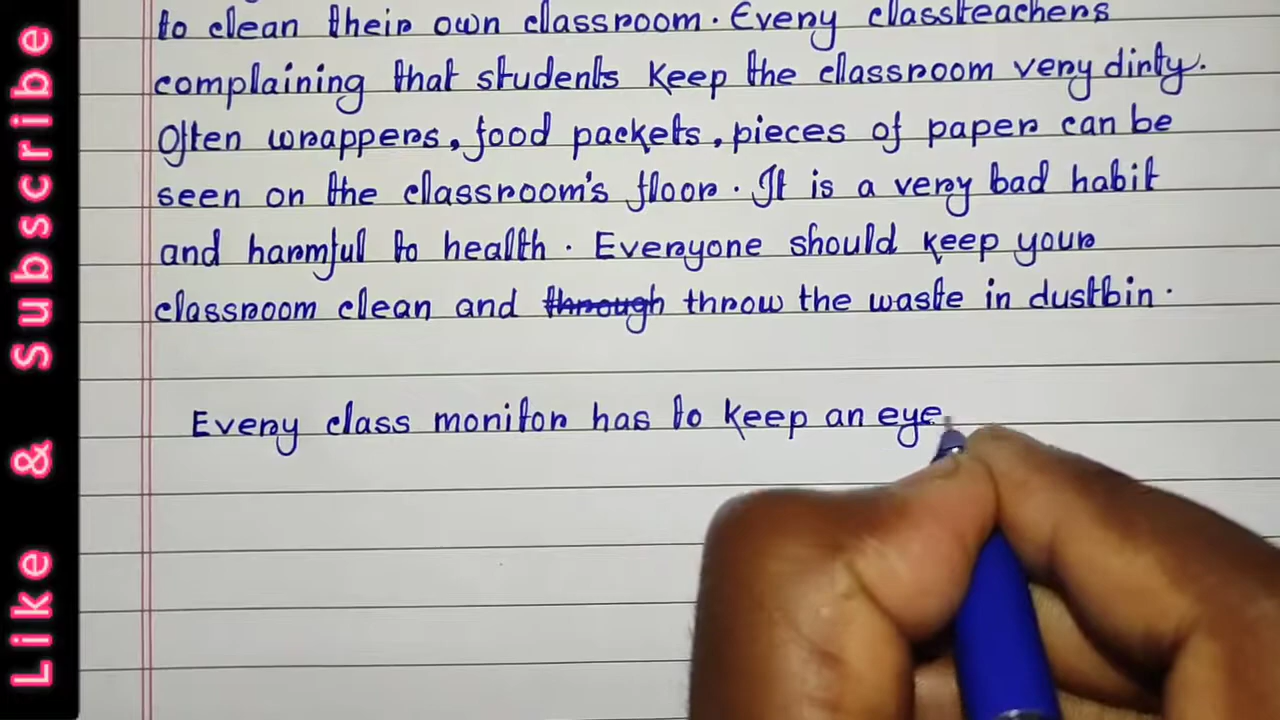 to clean their own classroom. Every classteachers
complaining that students keep the classroom very dirty.
Often wrappers, food packets, pieces of paper can be
seen on the classroom's floor. It is a very bad habit
and harmful to health. Everyone should keep your
classroom clean and through throw the waste in dustbin.
Every class monitor has to keep an eye
Like & Subscribe